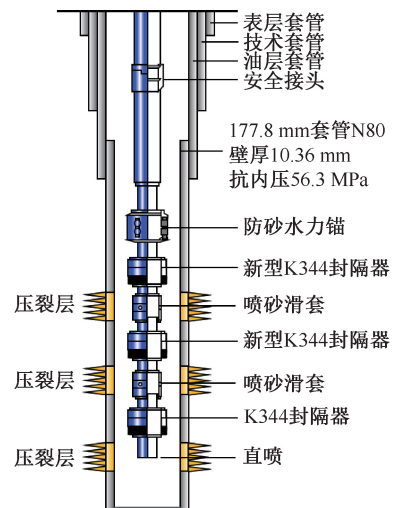 表层套管
技术套管
油层套管
安全接头
177.8 mm套管N80
壁厚10.36 mm
抗内压56.3 MPa
防砂水力锚
新型K344封隔器
压裂层
喷砂滑套
新型K344封隔器
压裂层
喷砂滑套
K344封隔器
压裂层
直喷